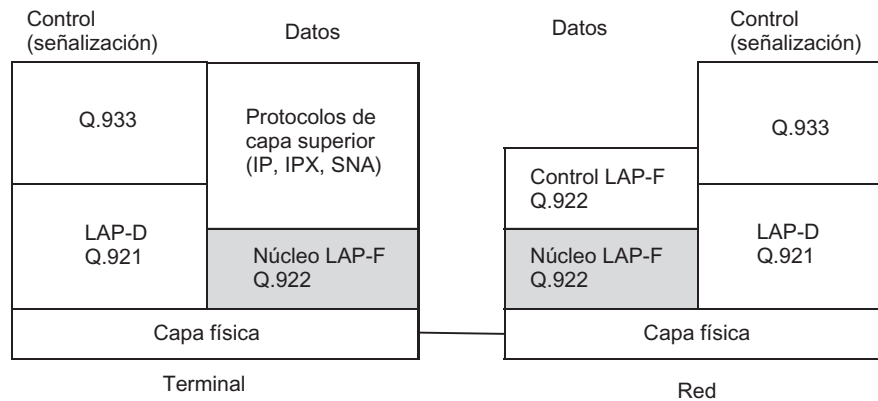 Control
(señalización)
Datos
Datos
Control
(señalización)
Q.933
Protocolos de
capa superior
(IP, IPX, SNA)
Q.933
Control LAP-F
Q.922
LAP-D
Q.921
Núcleo LAP-F
Q.922
Núcleo LAP-F
Q.922
LAP-D
Q.921
Capa física
Capa física
Terminal
Red